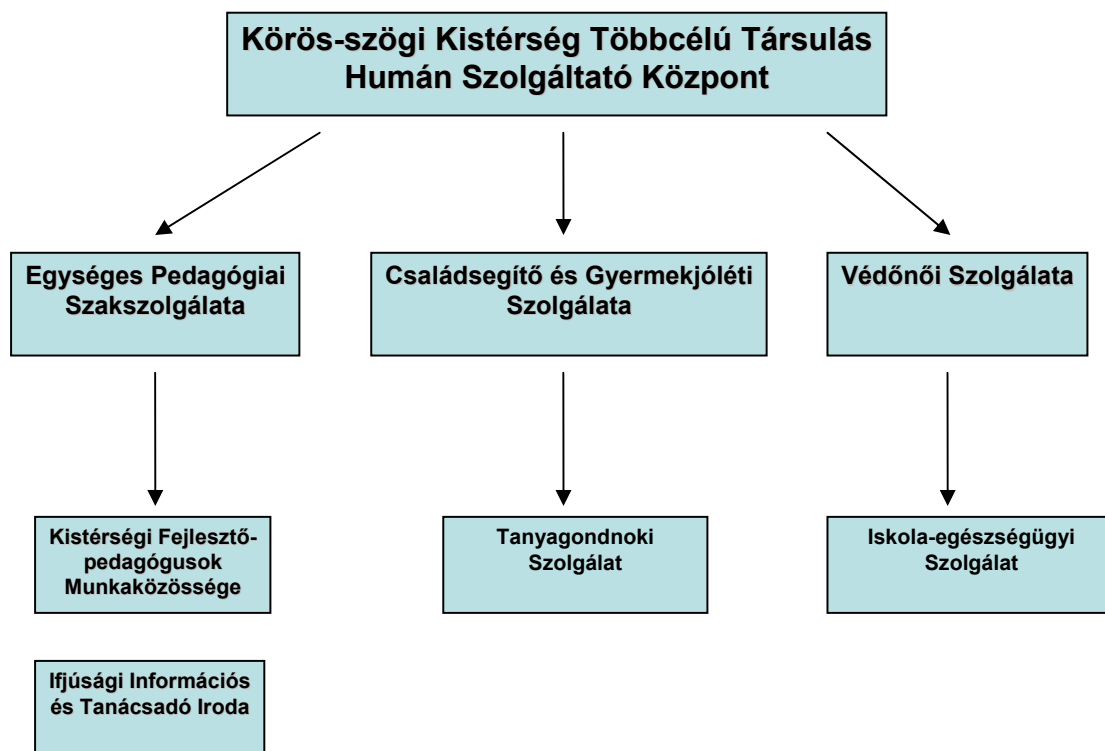 Körös-szögi Kistérség Többcélú Társulás
Humán Szolgáltató Központ
Egységes Pedagógiai
Szakszolgálata
Családsegítő és Gyermekjóléti
Szolgálata
Védőnői Szolgálata
Kistérségi Fejlesztő-
pedagógusok
Munkaközössége
Tanyagondnoki
Szolgálat
Iskola-egészségügyi
Szolgálat
Ifjúsági Információs
és Tanácsadó Iroda